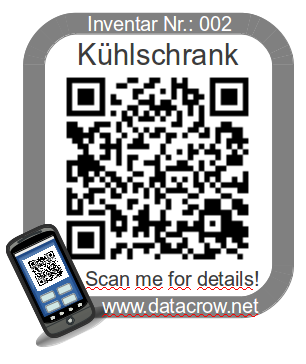 Inventar Nr.: 002
Kühlschrank
Scan me for details!
www.datacrow.net